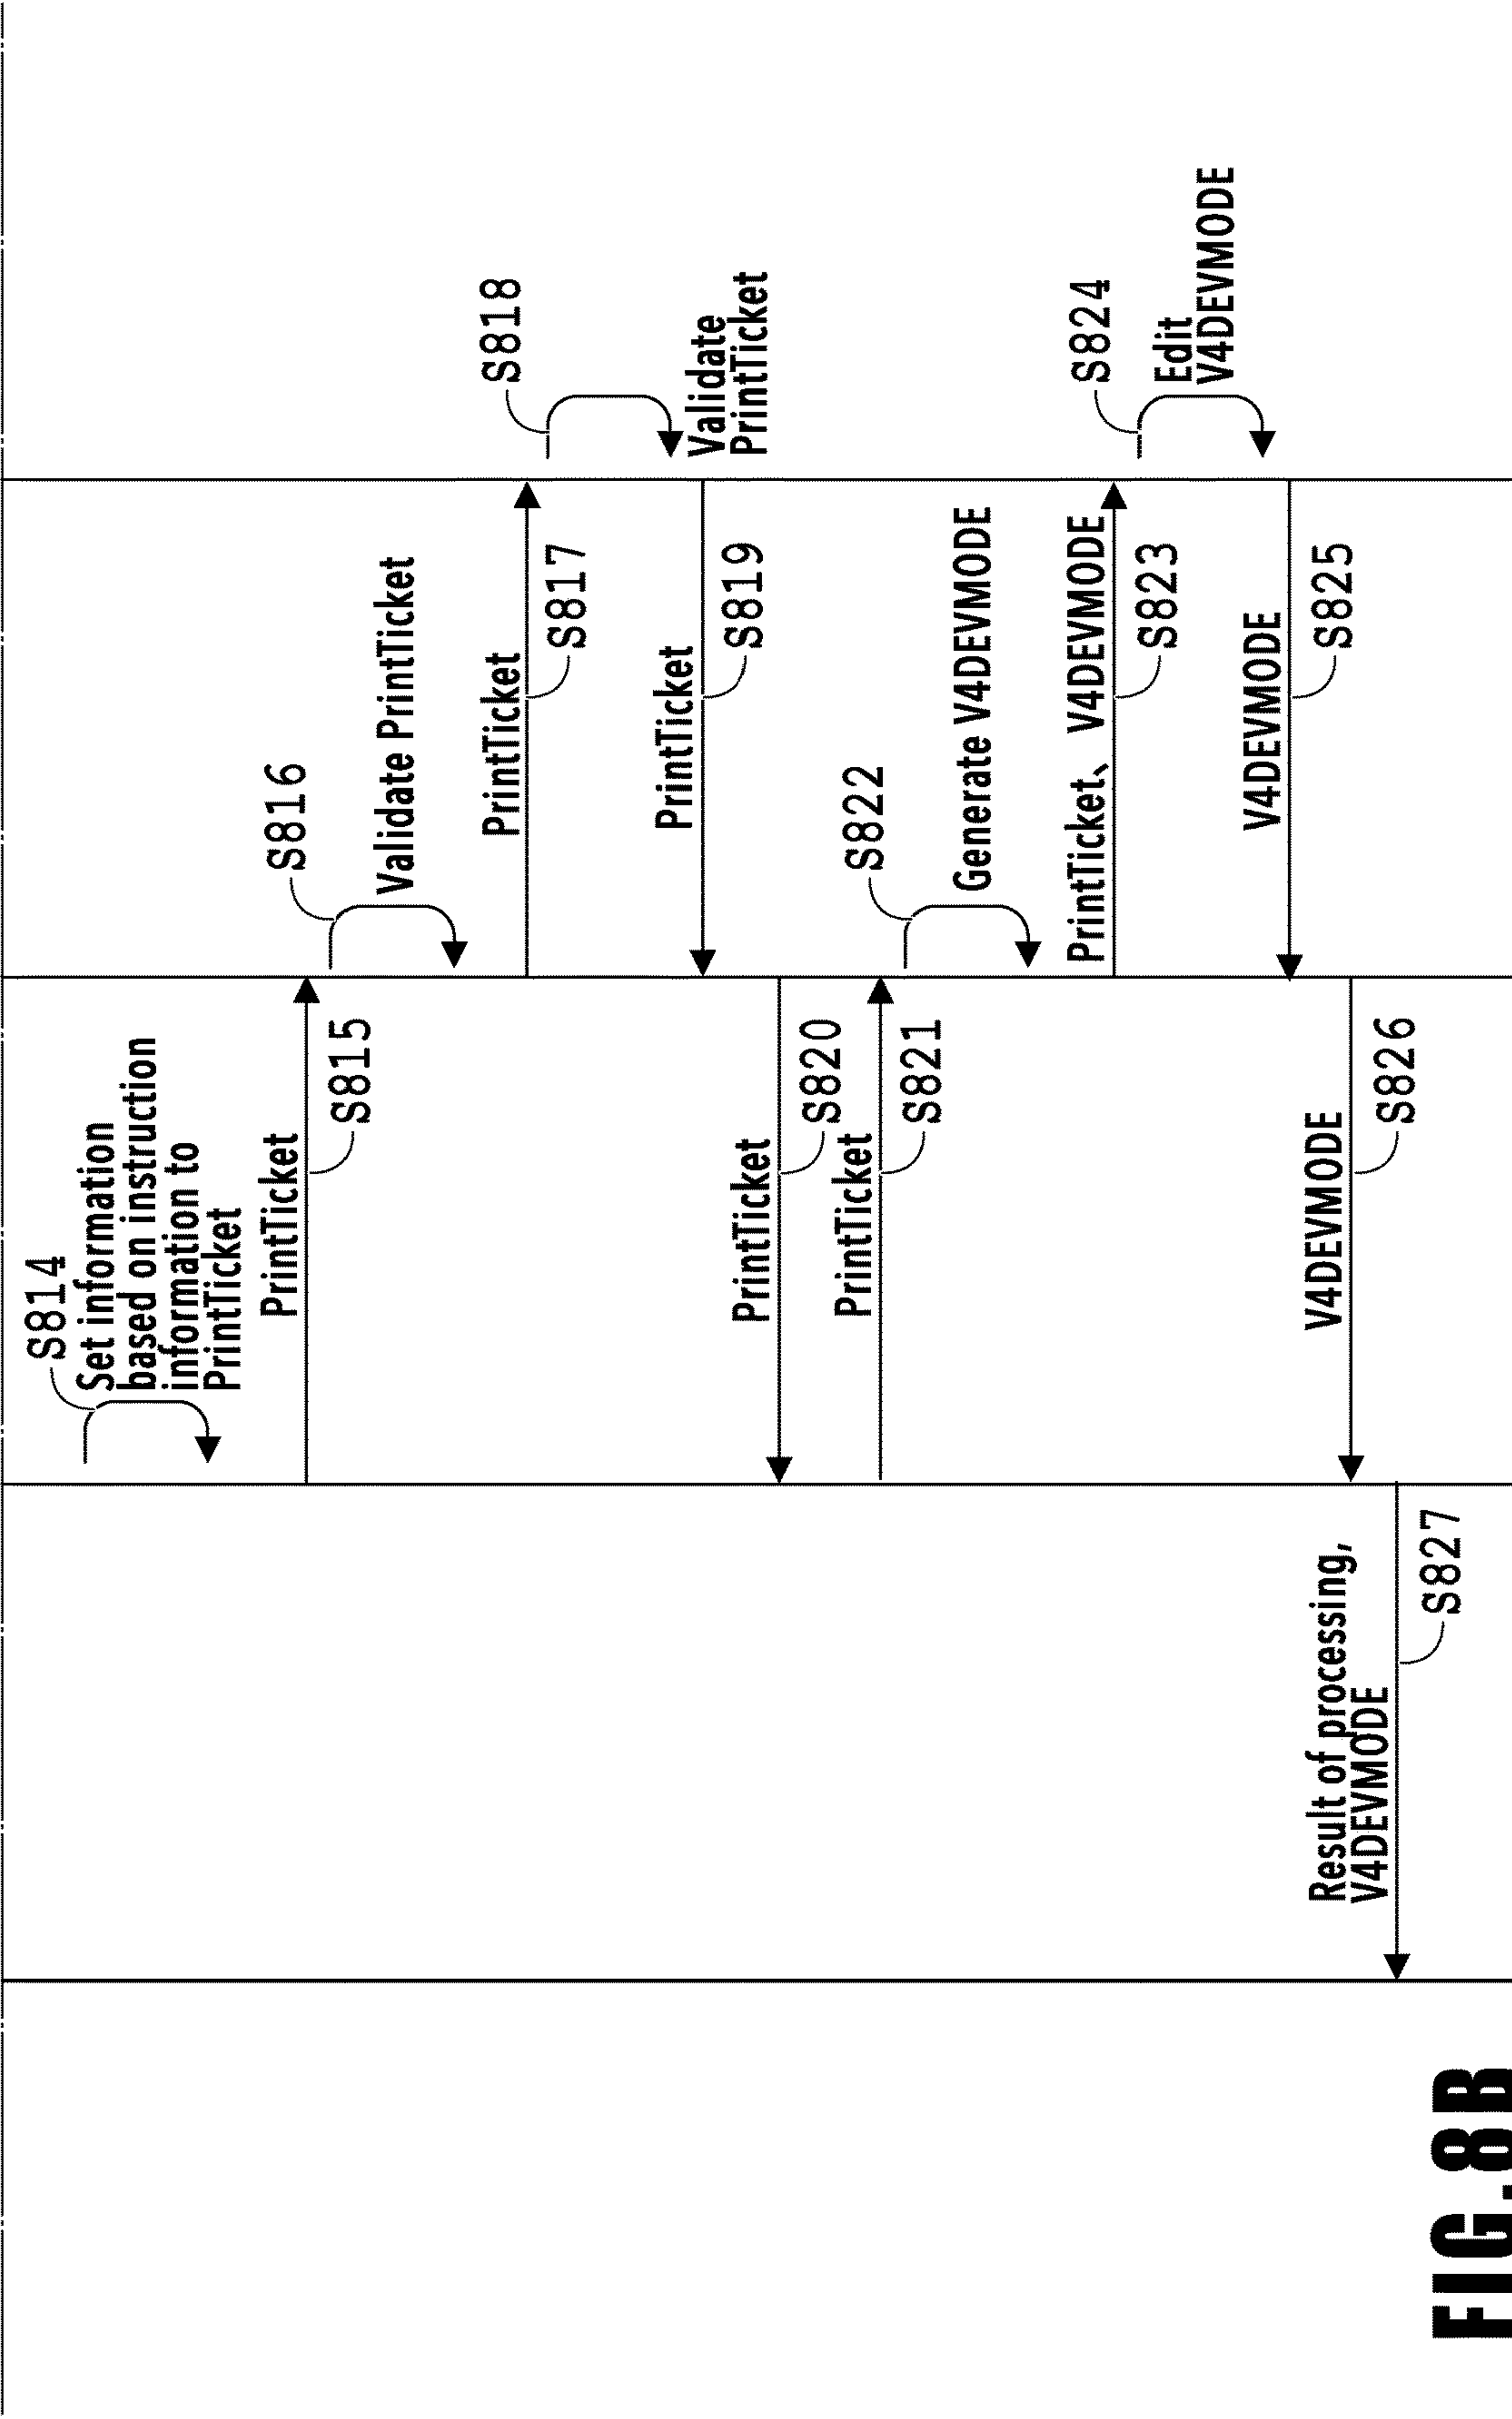 S814
Set information
based on instruction
information to
PrintTicket
PrintTicket
S815
S816
Validate PrintTicket
PrintTicket
S817
S818
Validate
PrintTicket
PrintTicket
S819
PrintTicket
S820
PrintTicket
S821
S822
Generate V4DEVMODE
PrintTicket、V4DEVMODE
S823
S824
Edit
V4DEVMODE
V4DEVMODE
S825
V4DEVMODE
S826
Result of processing,
V4DEVMODE
S827
FIG.8B